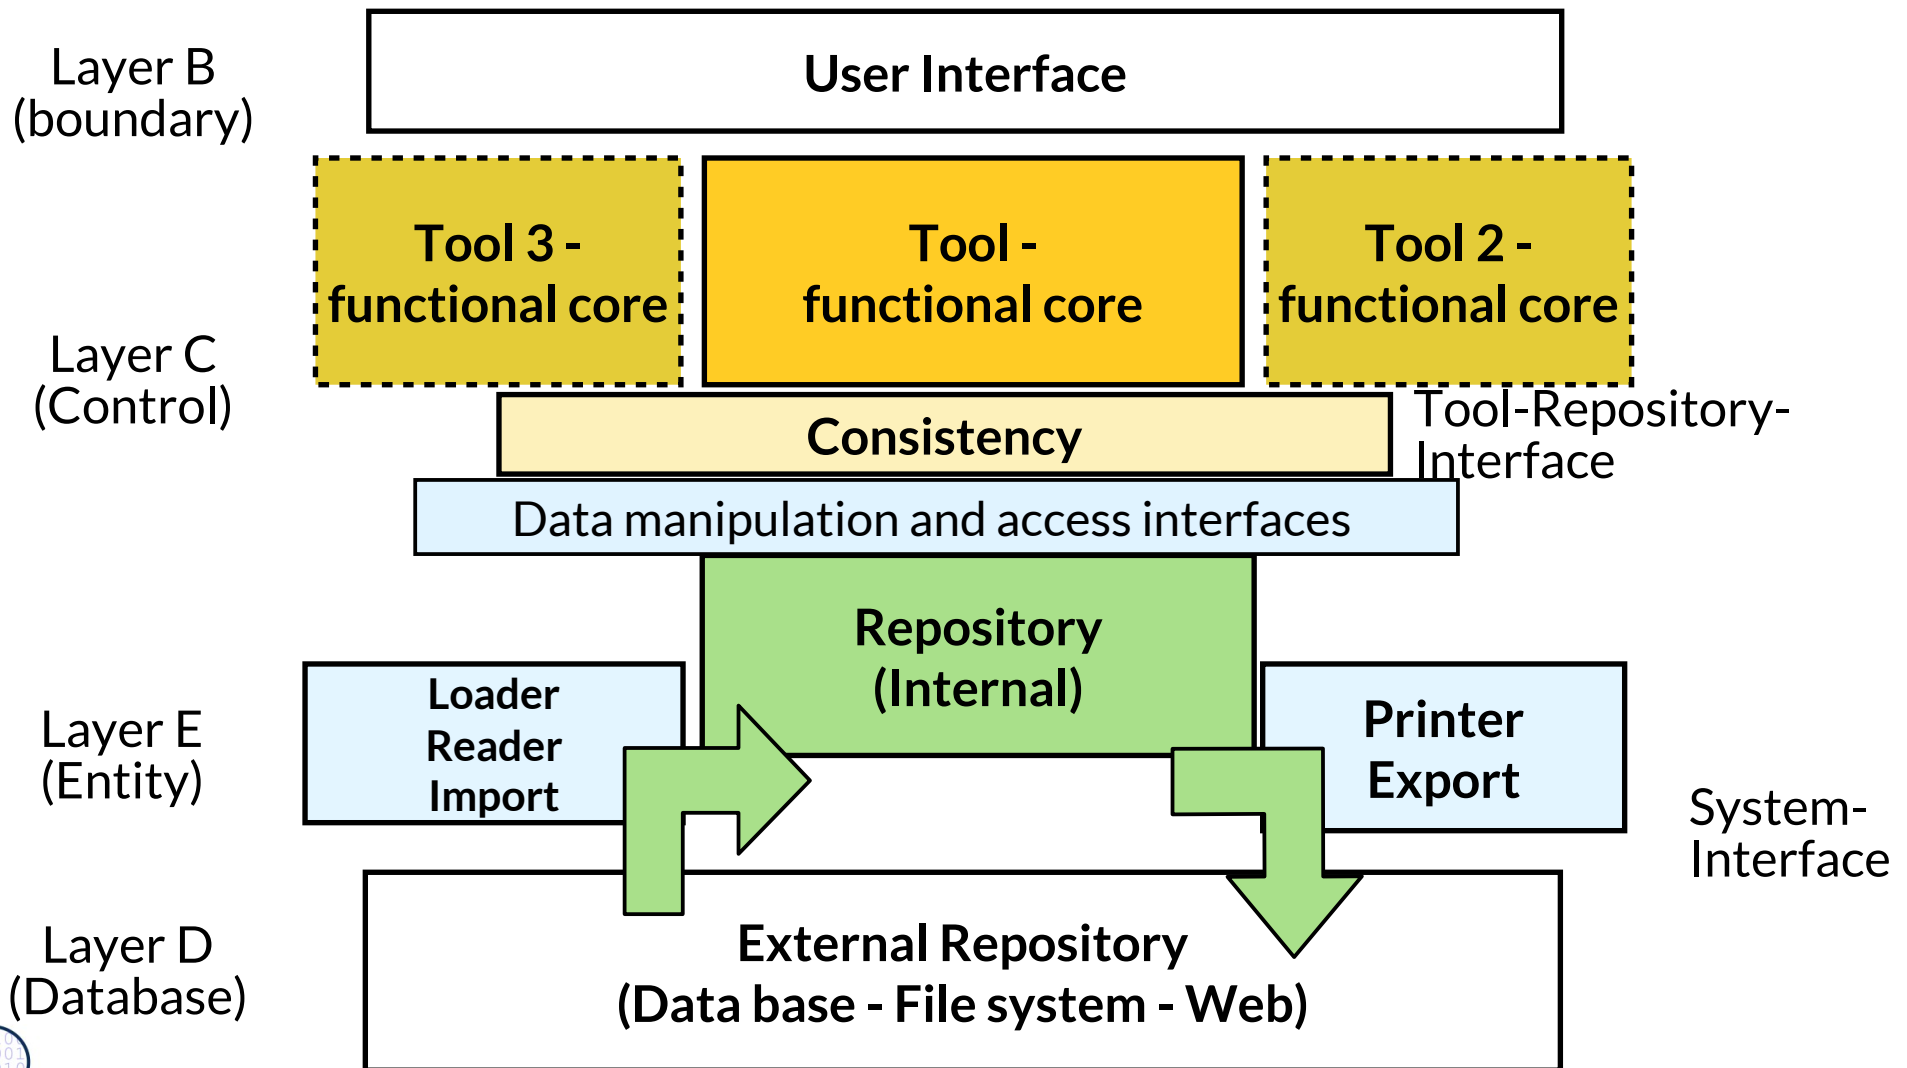 Layer B
(boundary)
User Interface
Tool 3 -
functional core
Tool -
functional core
Tool 2 -
functional core
Layer C
(Control)
Consistency
Tool-Repository-
Interface
Data manipulation and access interfaces
Repository
(Internal)
Loader
Reader
Import
Printer
Export
Layer E
(Entity)
System-
Interface
Layer D
(Database)
External Repository
(Data base - File system - Web)